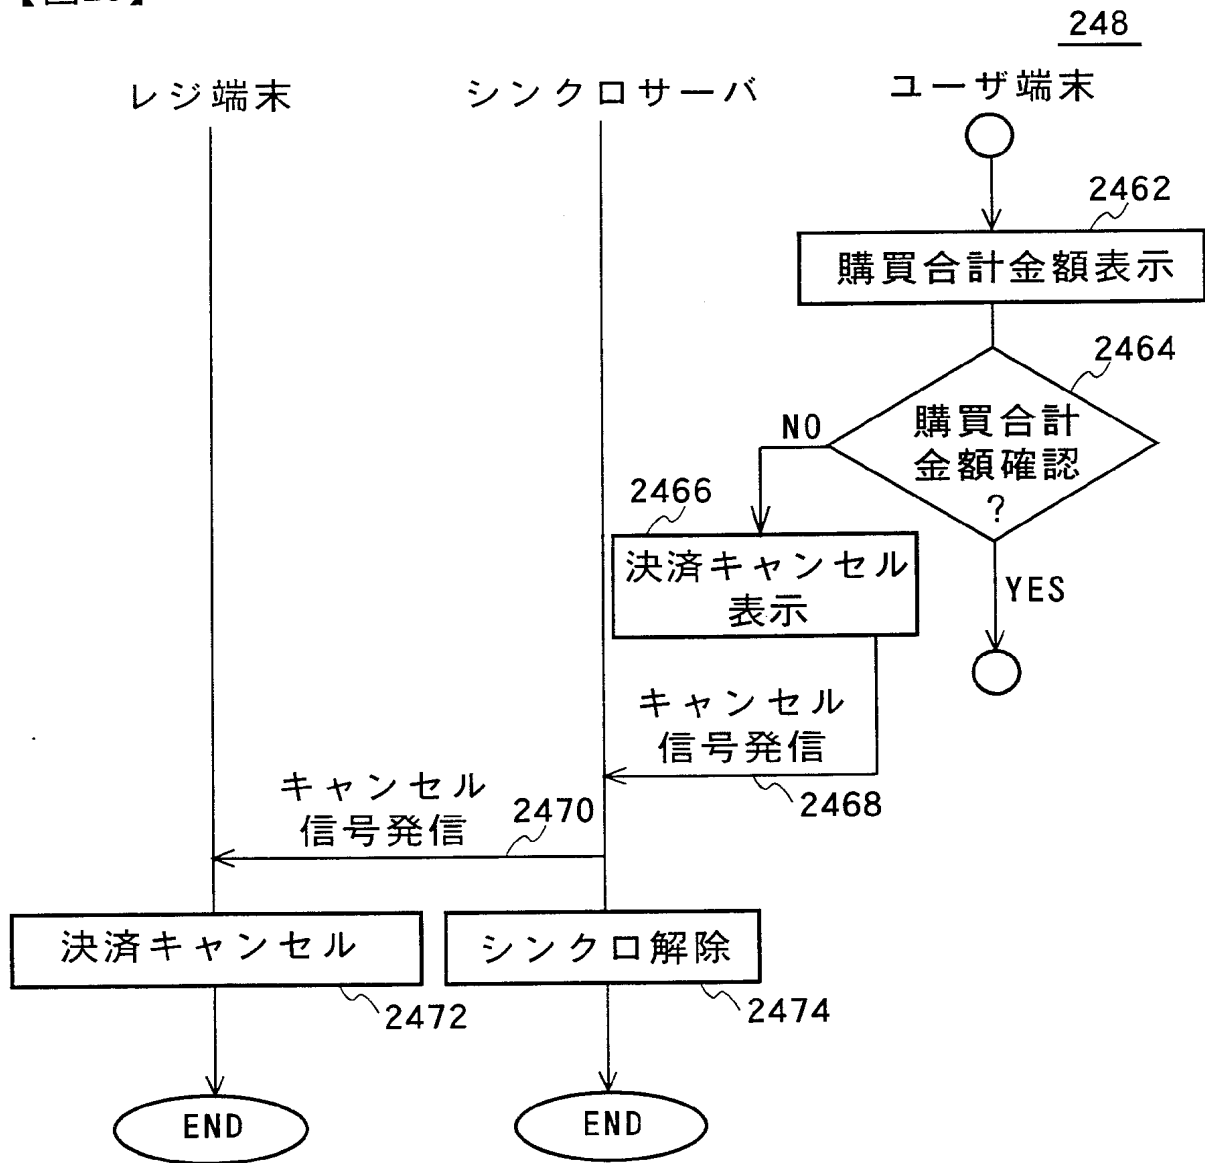 248
レジ端末
シンクロサーバ
ユーザ端末
2462
購買合計金額表示
2464
購買合計
金額確認
?
NO
YES
2466
決済キャンセル
表示
キャンセル
信号発信
2468
キャンセル
信号発信
2470
決済キャンセル
2472
シンクロ解除
2474
END
END